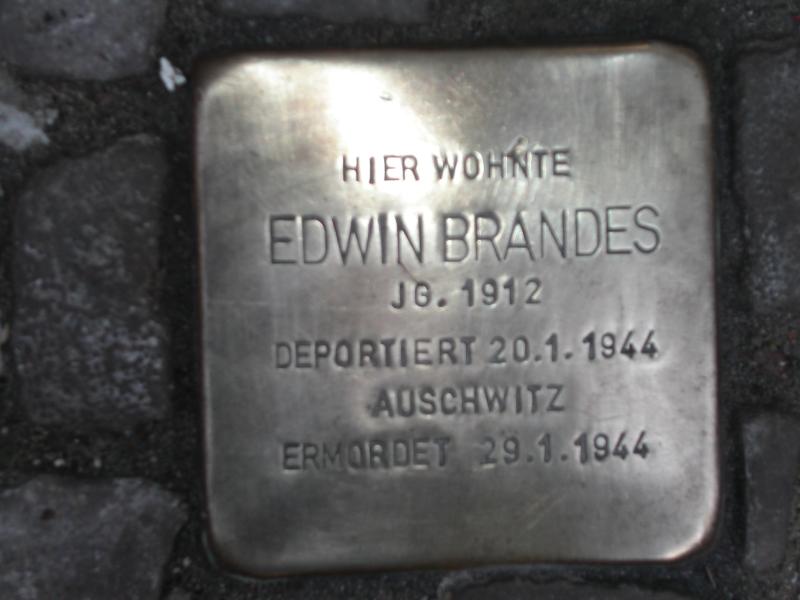 HIER WOHNTE
EDWIN BRANDES
JG. 1912
DEPORTIERT 20.1.1944
AUSCHWITZ
ERMORDET 29.1.1944